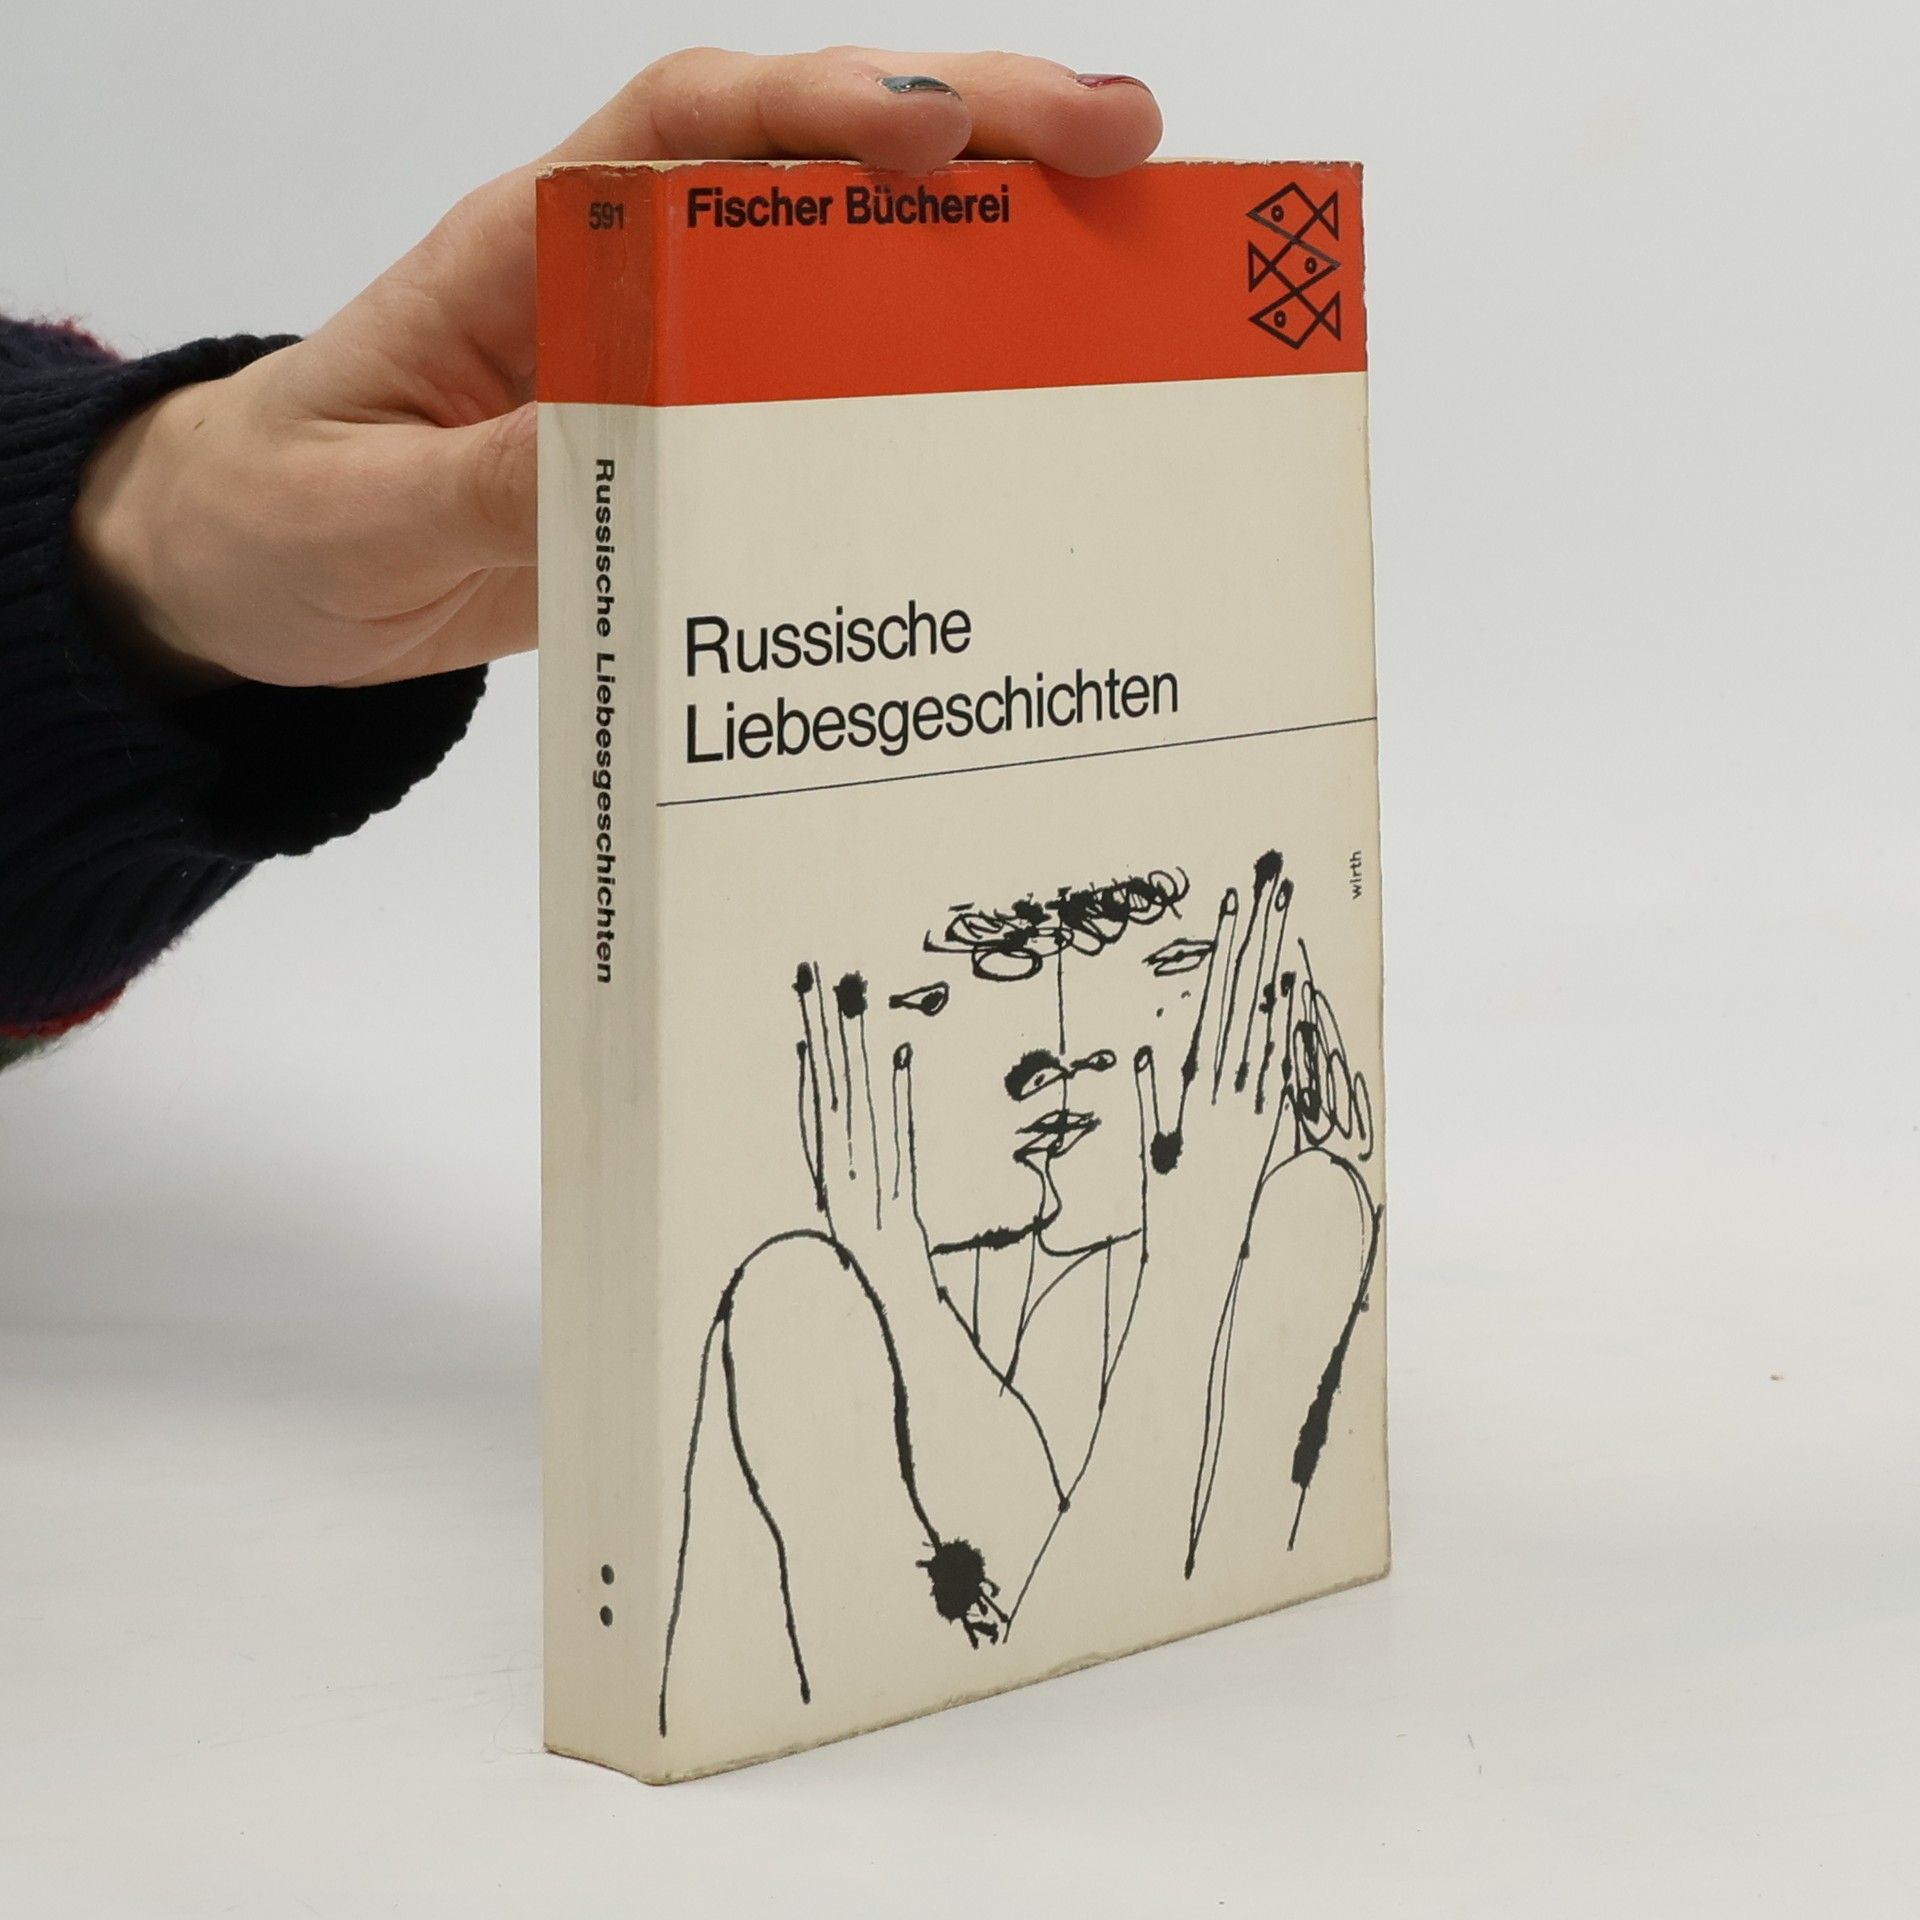 591
Fischer Bücherei
Russische Liebesgeschichten
Russische
Liebesgeschichten
wirth